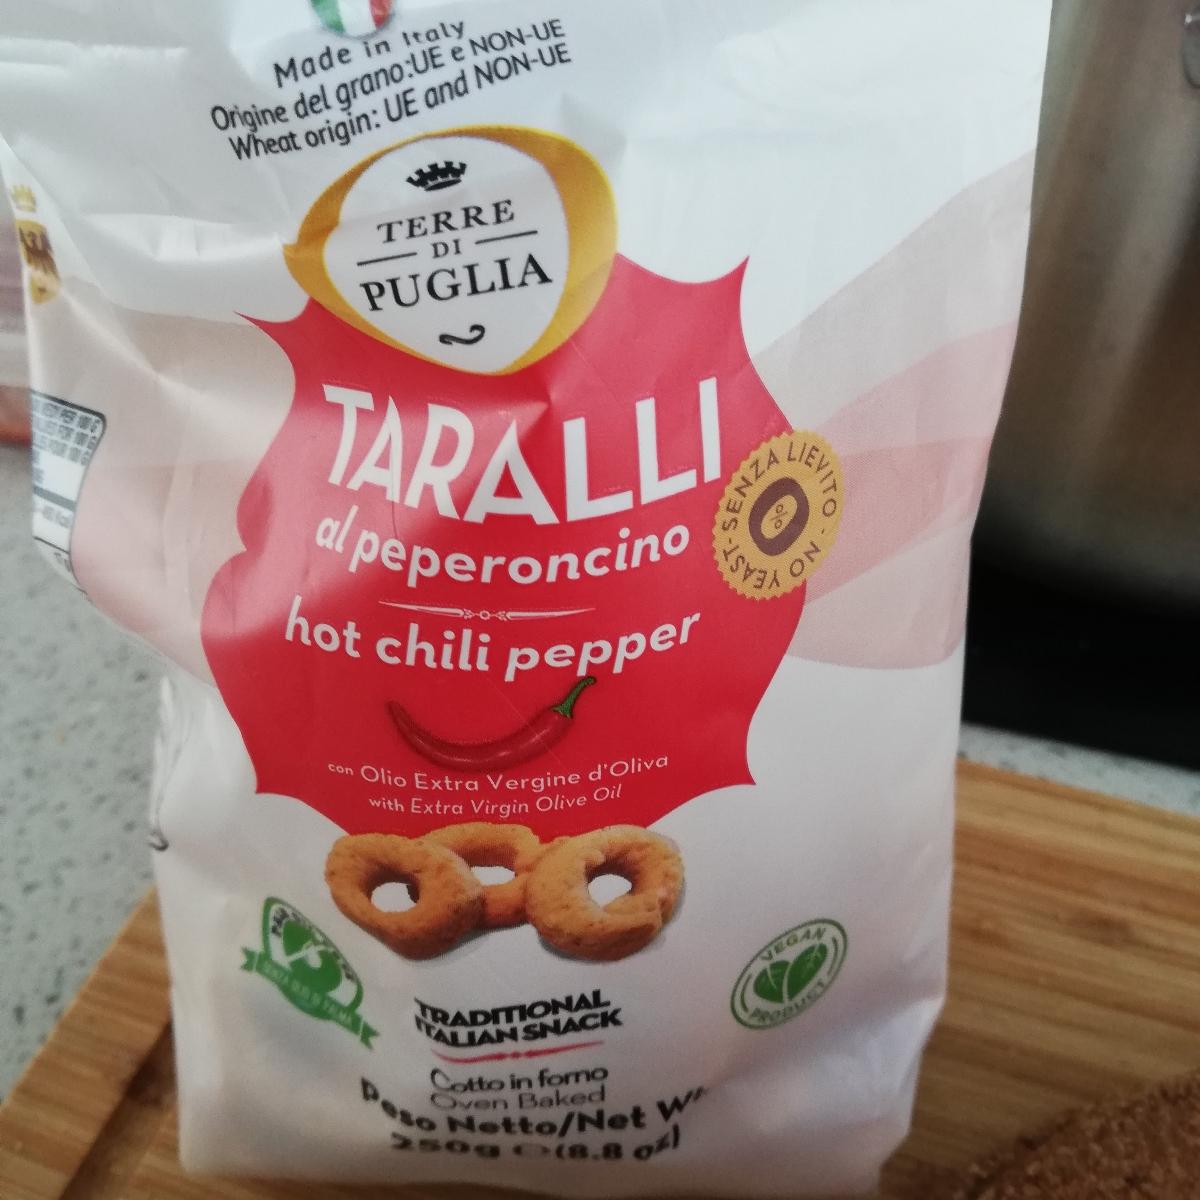 Made in Italy
Origine del grano:UE e NON-UE
Wheat origin: UE and NON-UE
TERRE
DI
PUGLIA
TARALLI
al peperoncino
hot chili pepper
SENZA LIEVITO · NO YEAST ·
%
con Olio Extra Vergine d'Oliva
with Extra Virgin Olive Oil
VEGAN
PRODUCT
TRADITIONAL
ITALIAN SNACK
Cotto in forno
Oven Baked
Peso Netto/Net W
250g ℮ (8.8 oz)